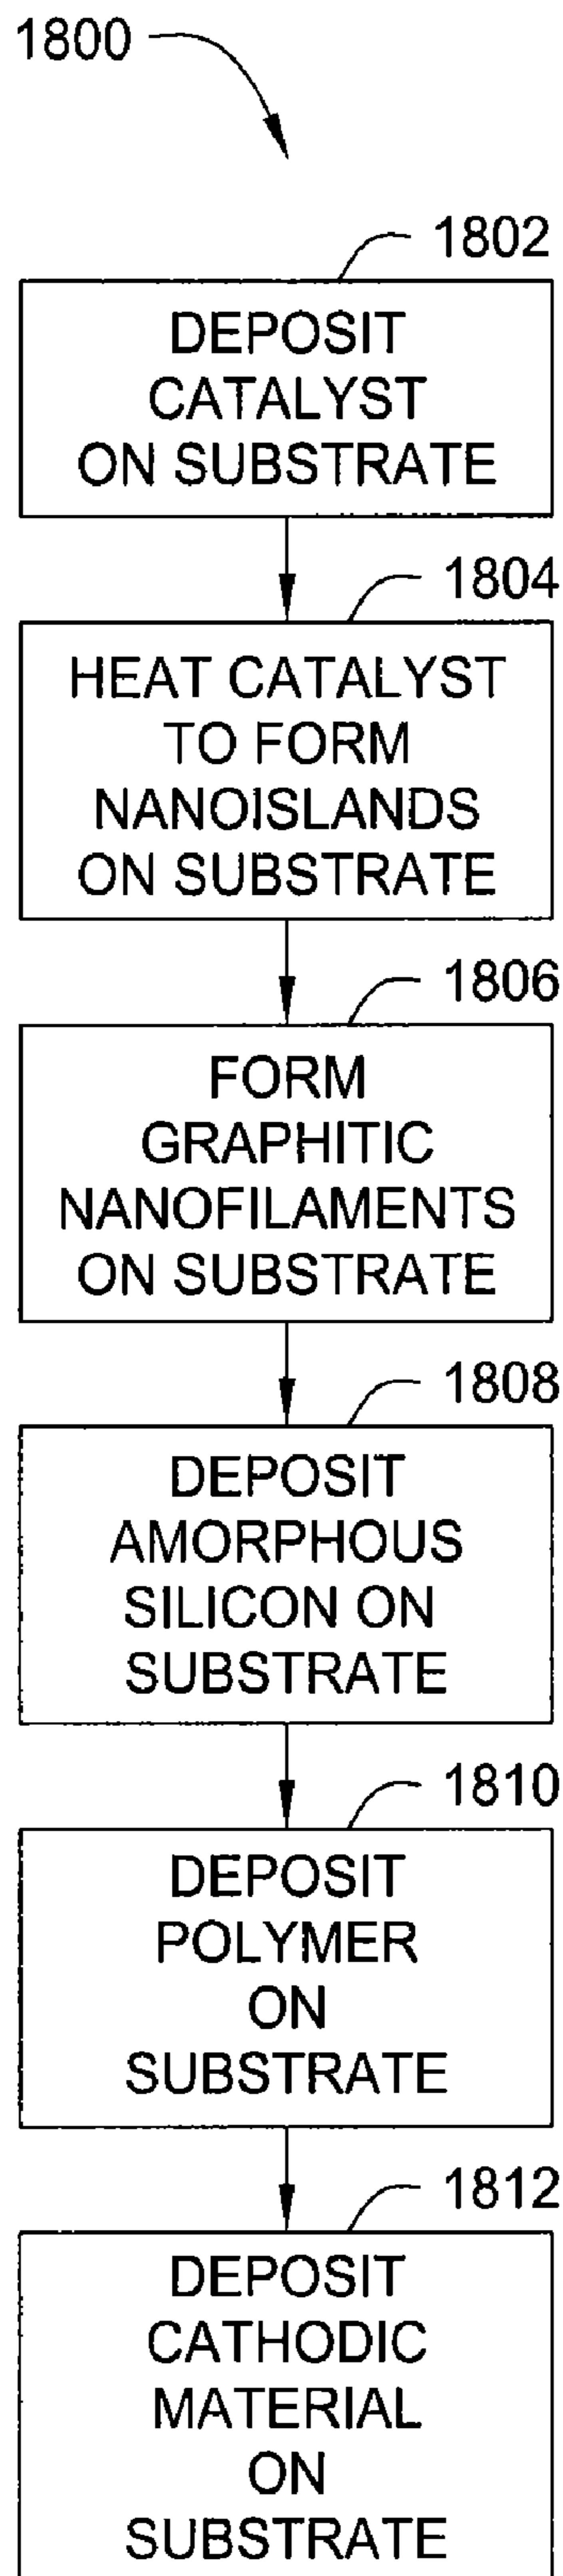 1800
1802
DEPOSIT
CATALYST
ON SUBSTRATE
1804
HEAT CATALYST
TO FORM
NANOISLANDS
ON SUBSTRATE
1806
FORM
GRAPHITIC
NANOFILAMENTS
ON SUBSTRATE
1808
DEPOSIT
AMORPHOUS
SILICON ON
SUBSTRATE
1810
DEPOSIT
POLYMER
ON
SUBSTRATE
1812
DEPOSIT
CATHODIC
MATERIAL
ON
SUBSTRATE